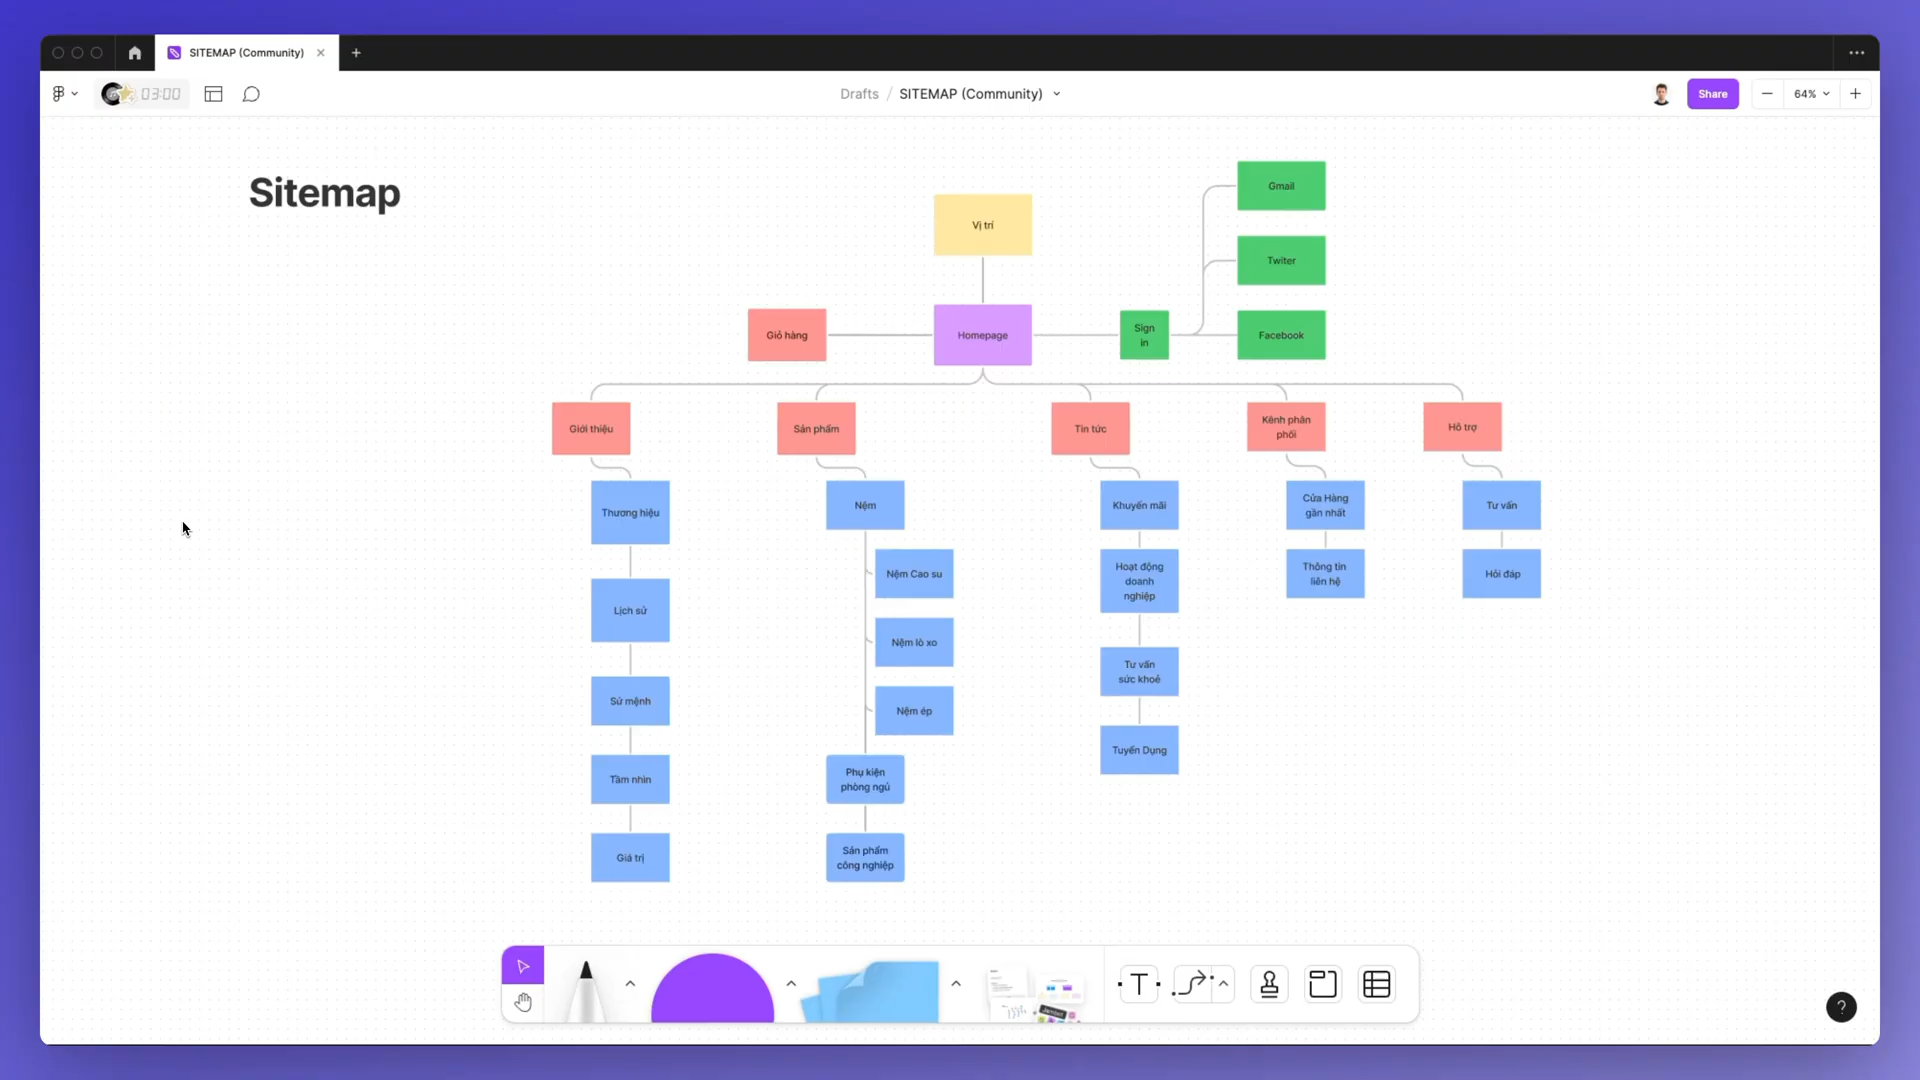 SITEMAP (Community)
03:00
Drafts / SITEMAP (Community)
Share
64%
Sitemap
Gmail
Vị trí
Twiter
Giỏ hàng
Homepage
Sign
in
Facebook
Giới thiệu
Sản phẩm
Tin tức
Kênh phân
phối
Hỗ trợ
Thương hiệu
Nệm
Khuyến mãi
Cửa Hàng
gần nhất
Tư vấn
Nệm Cao su
Hoạt động
doanh
nghiệp
Thông tin
liên hệ
Hỏi đáp
Lịch sử
Nệm lò xo
Tư vấn
sức khoẻ
Sứ mệnh
Nệm ép
Tuyển Dụng
Tầm nhìn
Phụ kiện
phòng ngủ
Giá trị
Sản phẩm
công nghiệp
T
?